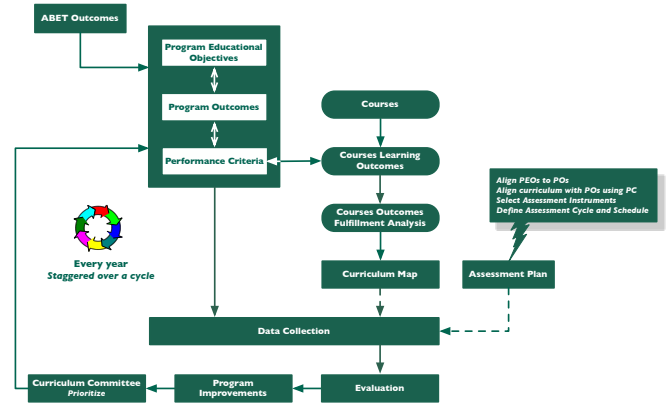 ABET Outcomes
Program Educational
Objectives
Program Outcomes
Performance Criteria
Courses
Courses Learning
Outcomes
Courses Outcomes
Fulfillment Analysis
Curriculum Map
Align PEOs to POs
Align curriculum with POs using PC
Select Assessment Instruments
Define Assessment Cycle and Schedule
Assessment Plan
Every year
Staggered over a cycle
Data Collection
Curriculum Committee
Prioritize
Program
Improvements
Evaluation